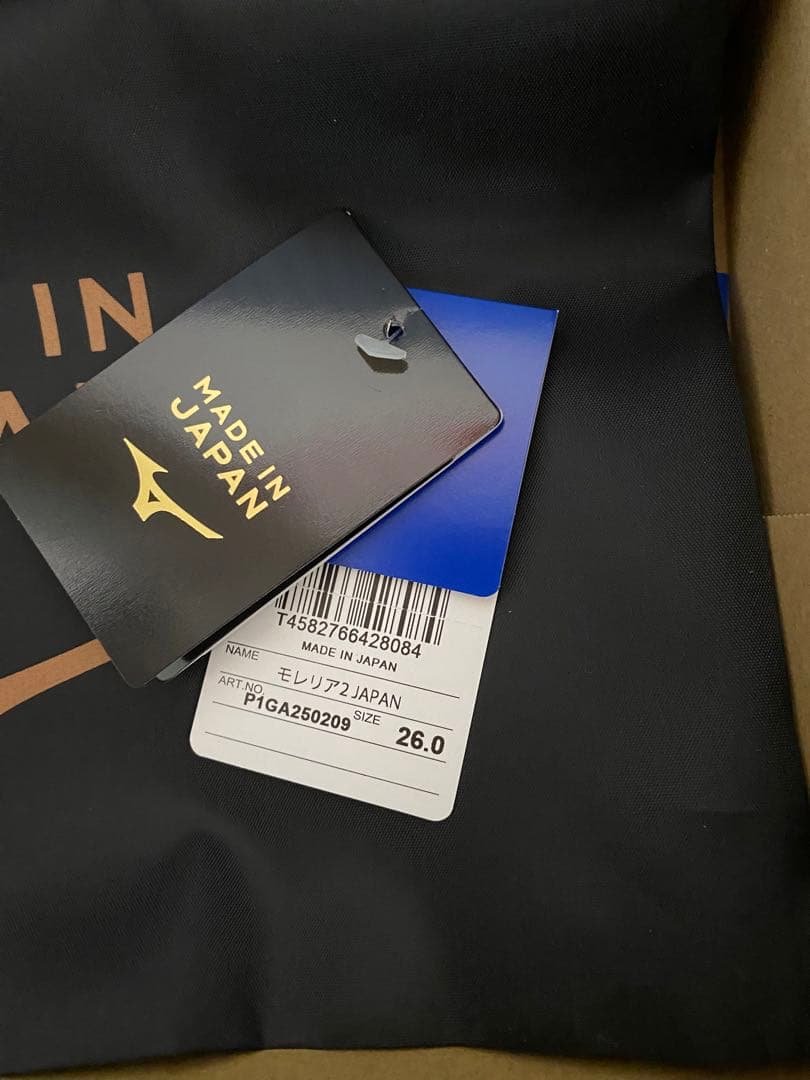 IN
MADE IN
JAPAN
T4582766428084
MADE IN JAPAN
NAME
モレリア2 JAPAN
ART.NO.
P1GA250209
SIZE
26.0